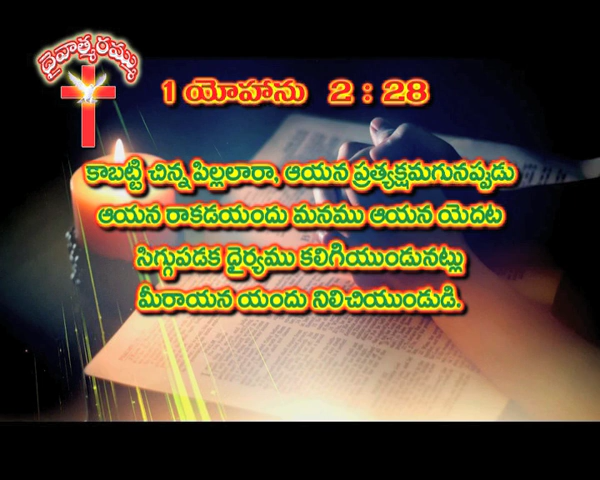 దైవాత్మరమ్ము
1 యోహాను 2 : 28
కాబట్టి చిన్న పిల్లలారా, ఆయన ప్రత్యక్షమగునప్పుడు
ఆయన రాకడయందు మనము ఆయన యెదట
సిగ్గుపడక ధైర్యము కలిగియుండునట్లు
మీరాయన యందు నిలిచియుండుడి.